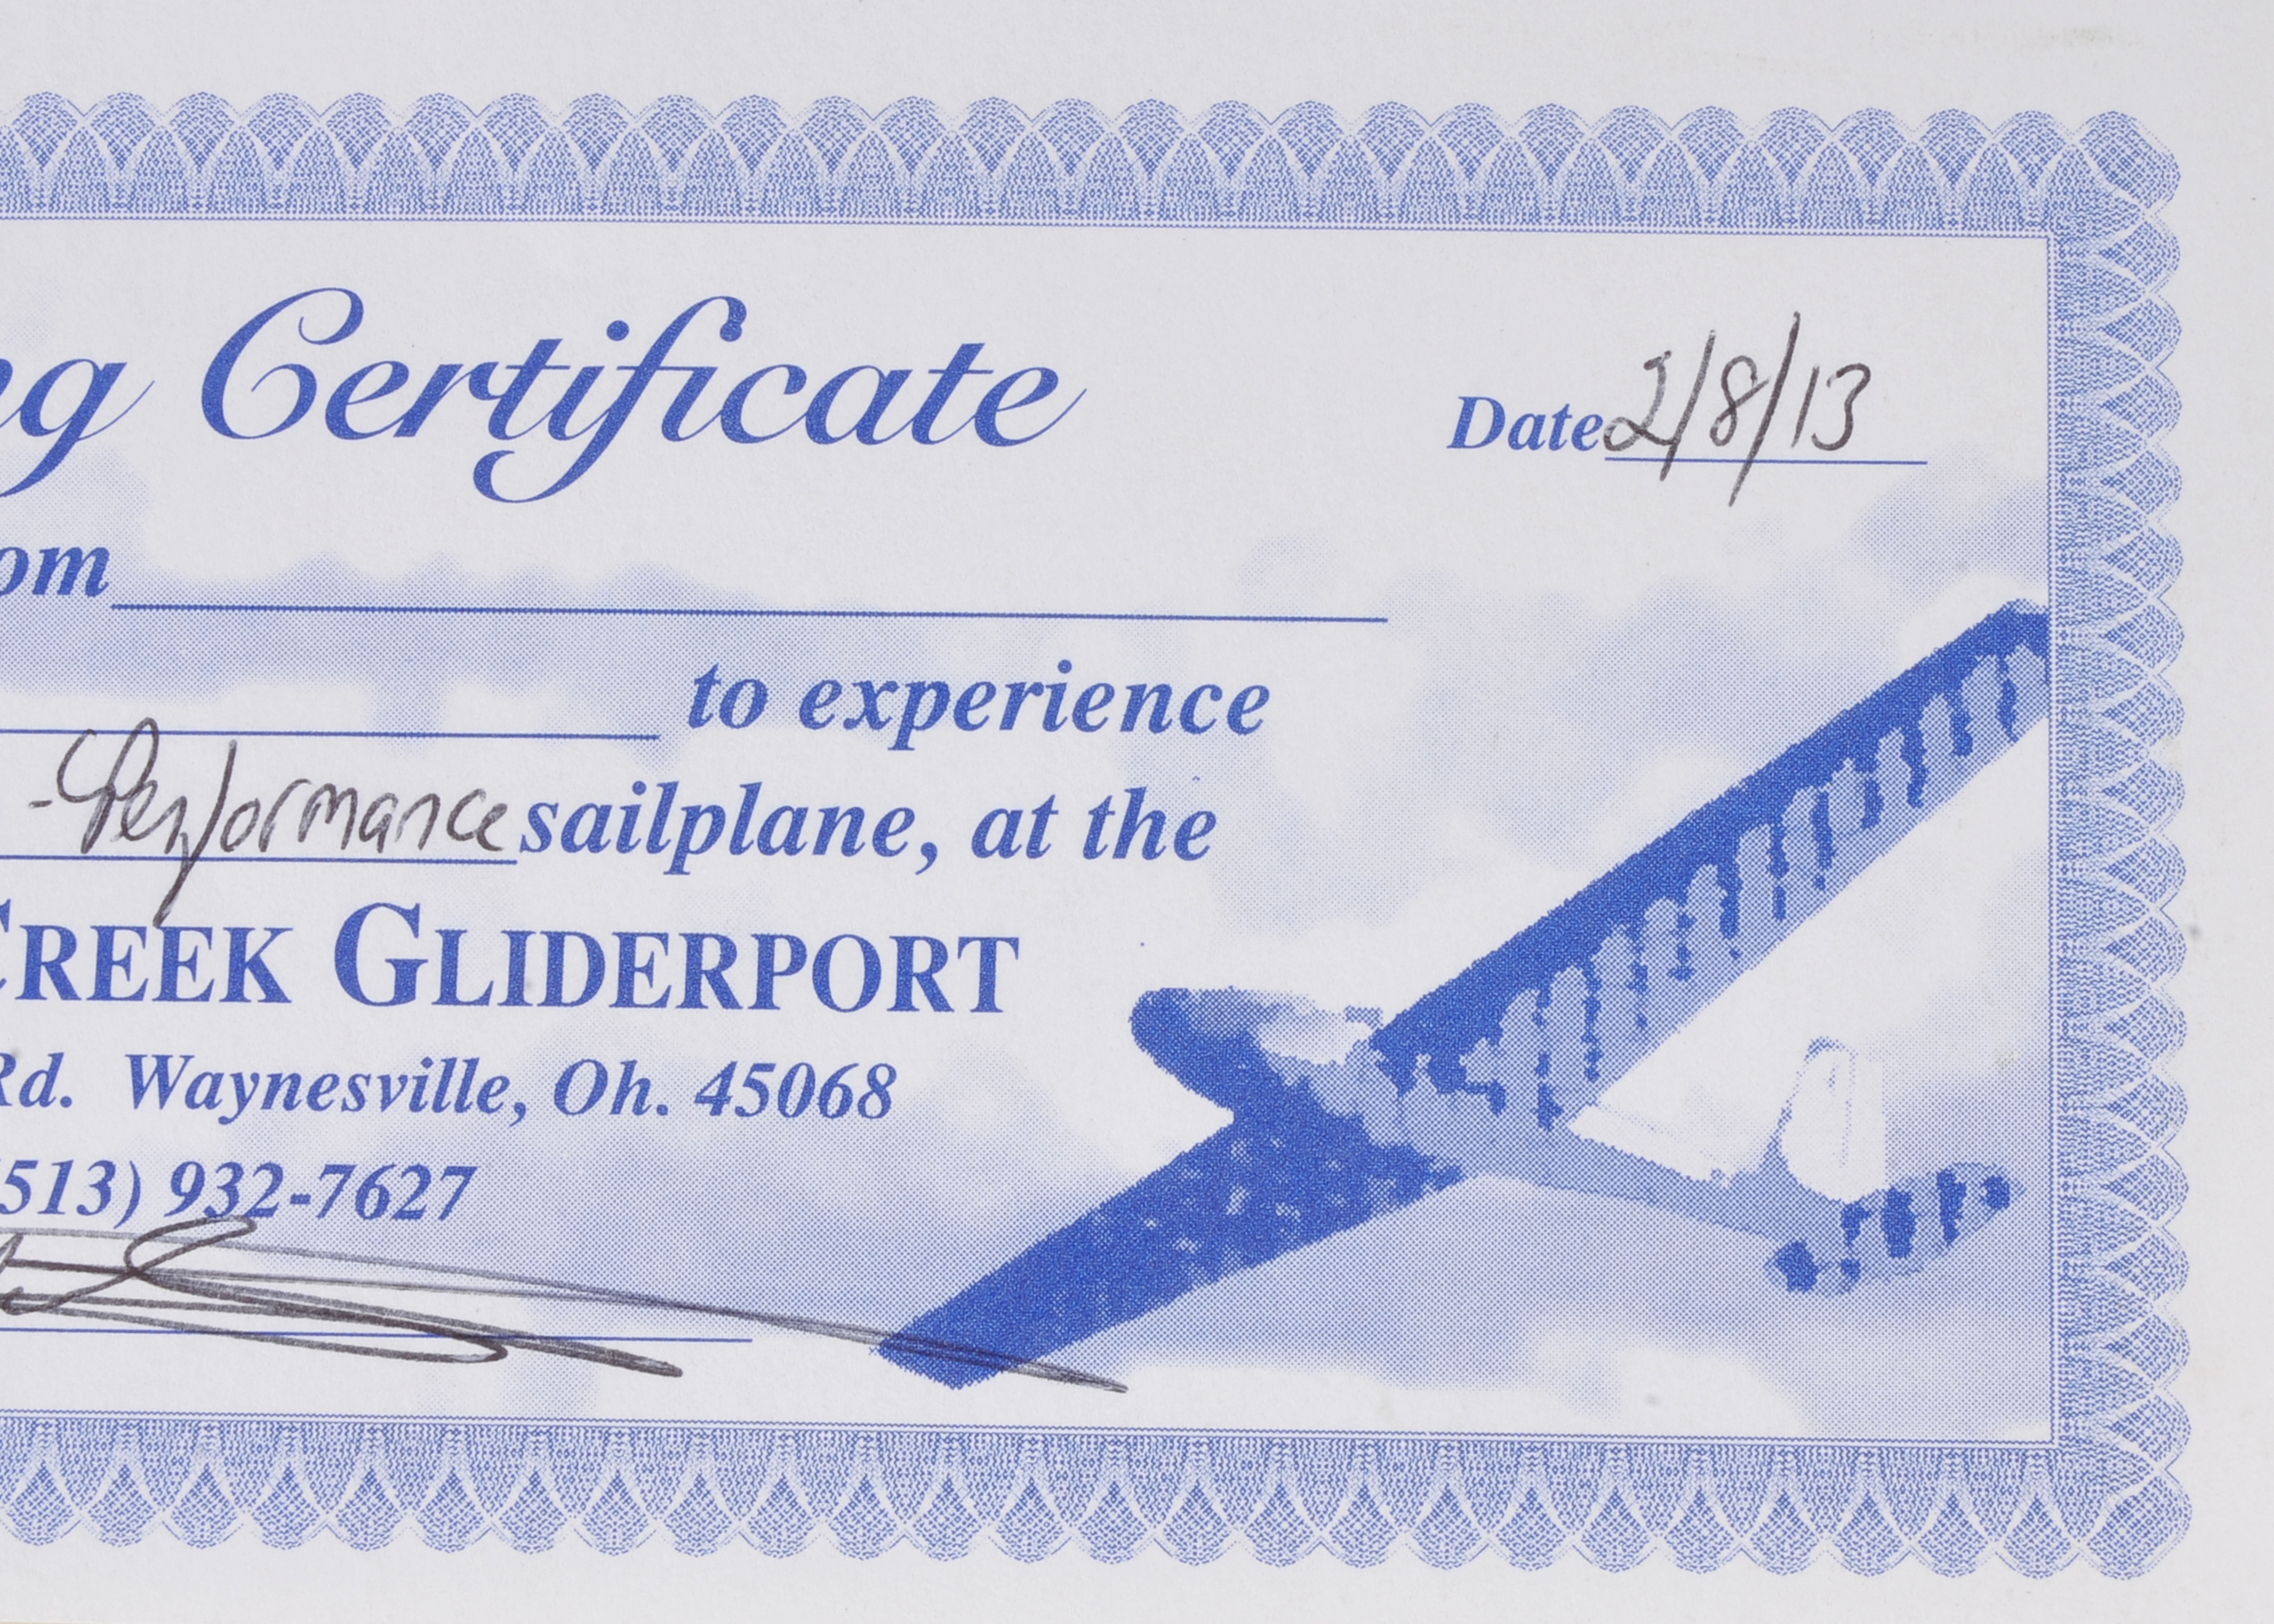 ng Certificate
Date 2/8/13
om
to experience
-Performance sailplane, at the
CREEK GLIDERPORT
Rd. Waynesville, Oh. 45068
(513) 932-7627